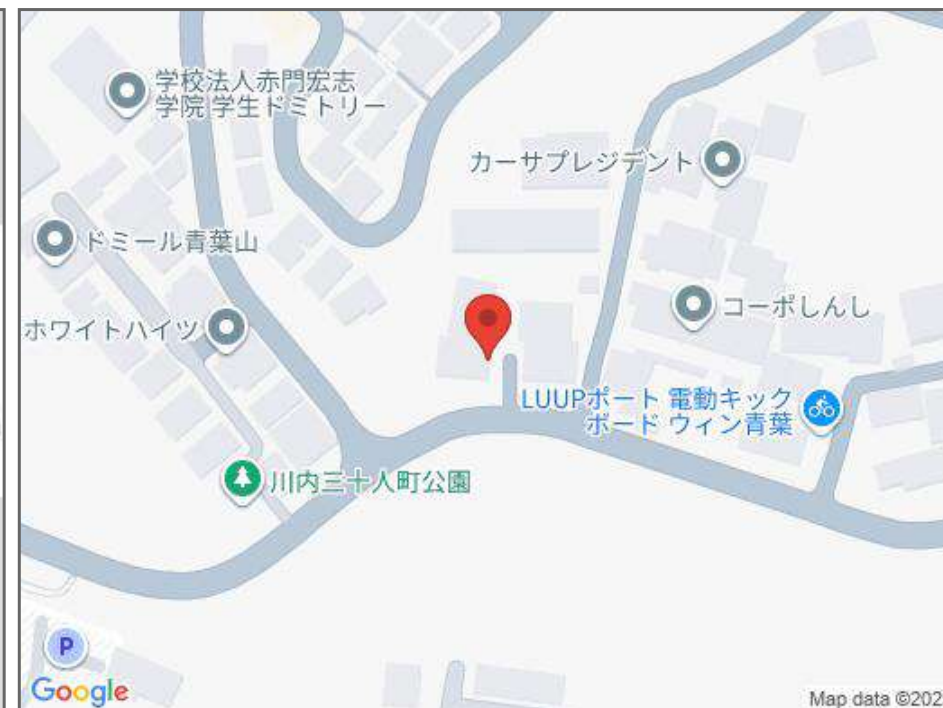 学校法人赤門宏志
学院 学生ドミトリー
カーサプレジデント
ドミール青葉山
コーポしんし
ホワイトハイツ
LUUPポート 電動キック
ボード ウィン青葉
川内三十人町公園
P
Google
Map data ©202